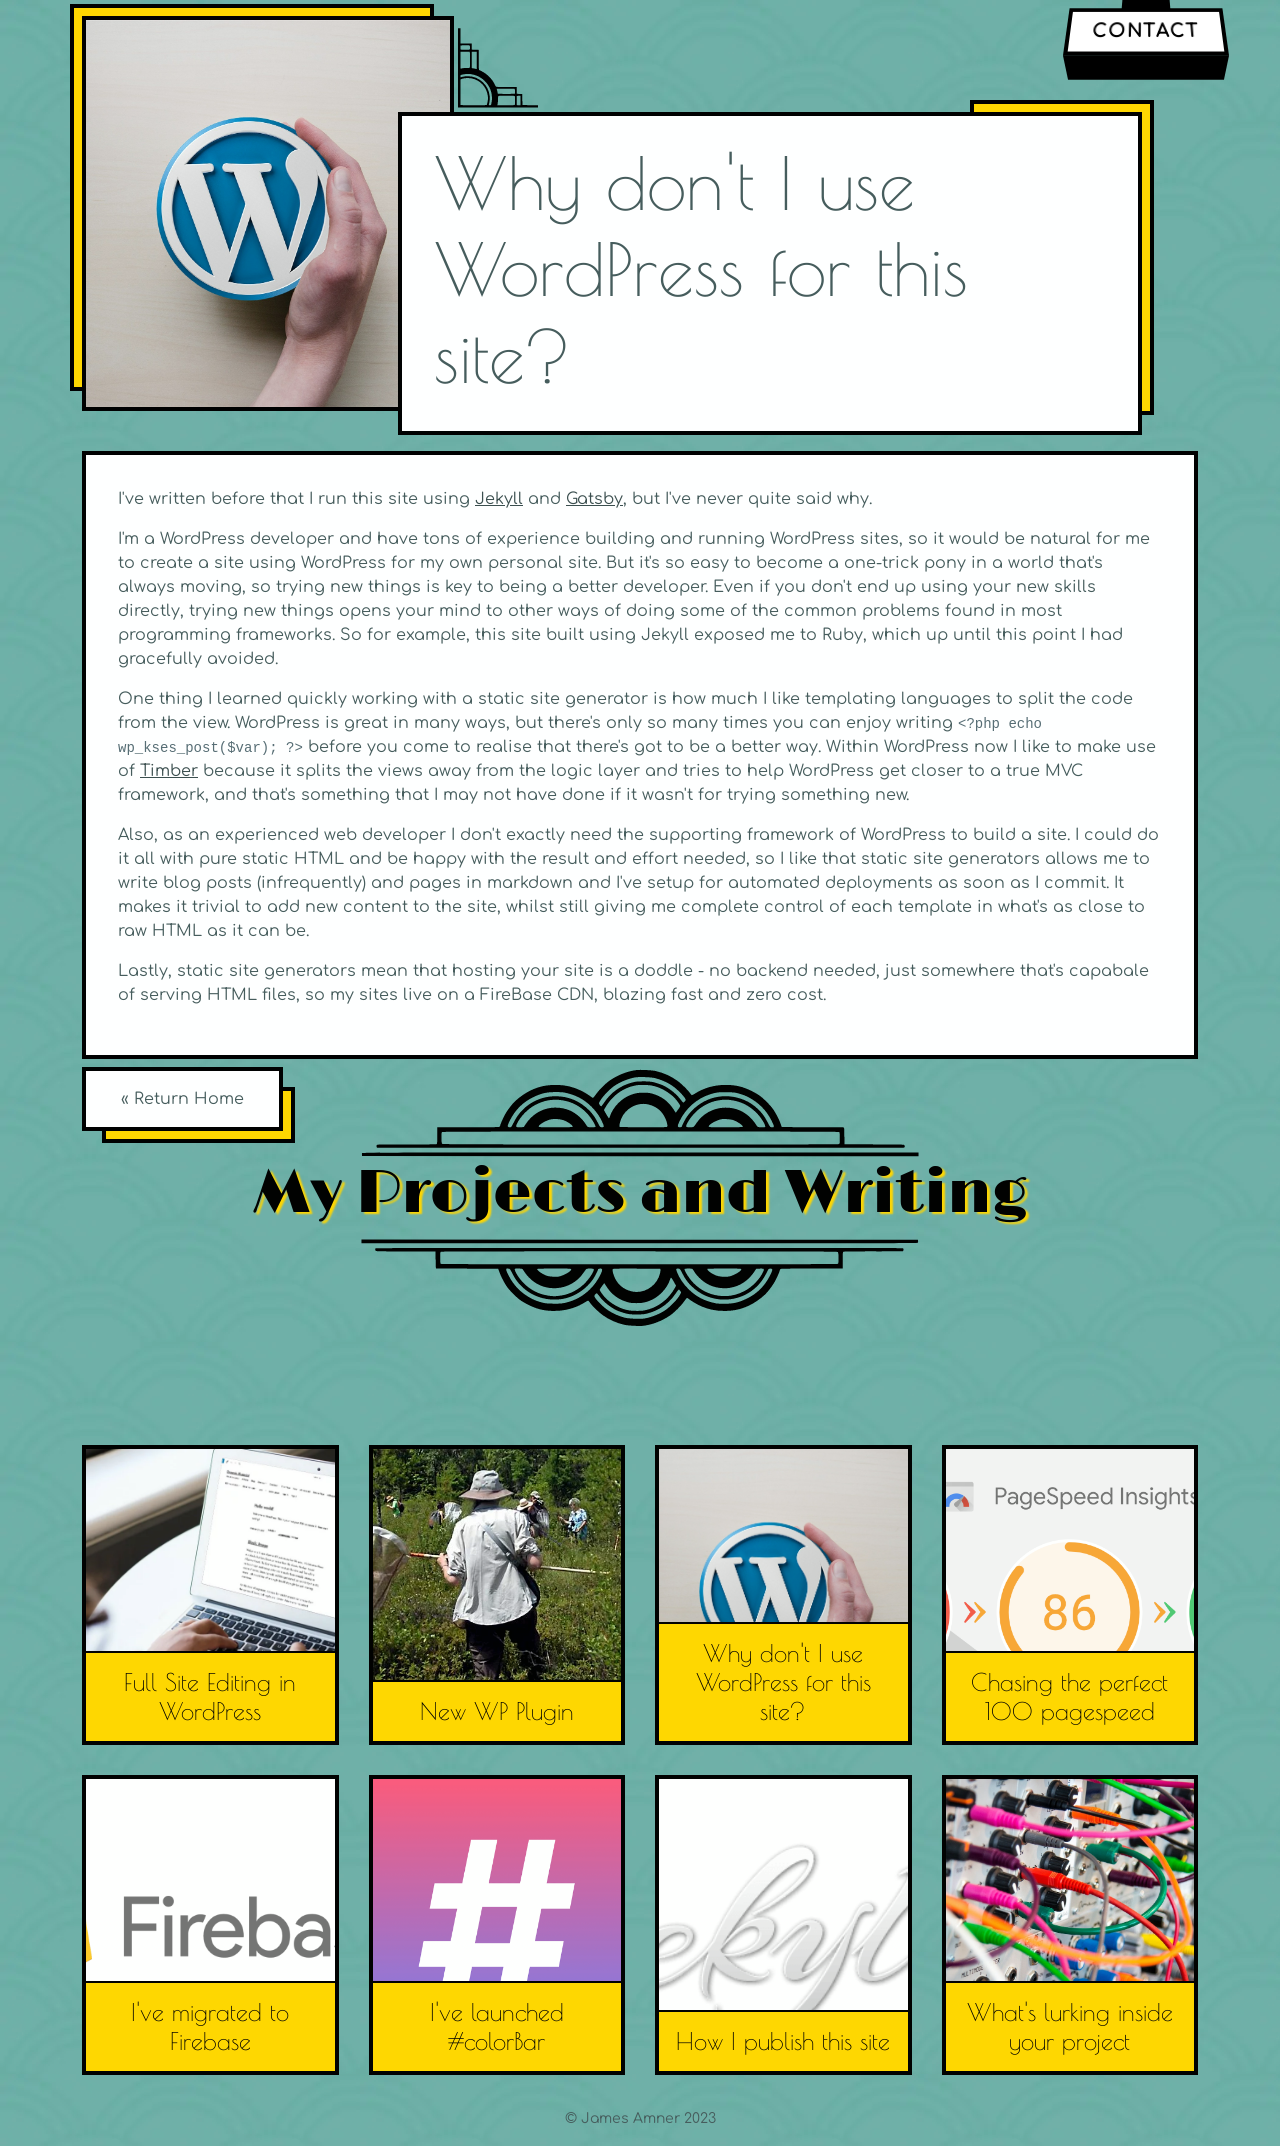 CONTACT
Why don't I use
WordPress for this
site?
I've written before that I run this site using Jekyll and Gatsby, but I've never quite said why.
I'm a WordPress developer and have tons of experience building and running WordPress sites, so it would be natural for me
to create a site using WordPress for my own personal site. But it's so easy to become a one-trick pony in a world that's
always moving, so trying new things is key to being a better developer. Even if you don't end up using your new skills
directly, trying new things opens your mind to other ways of doing some of the common problems found in most
programming frameworks. So for example, this site built using Jekyll exposed me to Ruby, which up until this point I had
gracefully avoided.
One thing I learned quickly working with a static site generator is how much I like templating languages to split the code
from the view. WordPress is great in many ways, but there's only so many times you can enjoy writing <?php echo
wp_kses_post($var); ?> before you come to realise that there's got to be a better way. Within WordPress now I like to make use
of Timber because it splits the views away from the logic layer and tries to help WordPress get closer to a true MVC
framework, and that's something that I may not have done if it wasn't for trying something new.
Also, as an experienced web developer I don't exactly need the supporting framework of WordPress to build a site. I could do
it all with pure static HTML and be happy with the result and effort needed, so I like that static site generators allows me to
write blog posts (infrequently) and pages in markdown and I've setup for automated deployments as soon as I commit. It
makes it trivial to add new content to the site, whilst still giving me complete control of each template in what's as close to
raw HTML as it can be.
Lastly, static site generators mean that hosting your site is a doddle - no backend needed, just somewhere that's capabale
of serving HTML files, so my sites live on a FireBase CDN, blazing fast and zero cost.
« Return Home
My Projects and Writing
PageSpeed Insights
86
Full Site Editing in
WordPress
New WP Plugin
Why don't I use
WordPress for this
site?
Chasing the perfect
100 pagespeed
Fireba
#
ekyl
I've migrated to
Firebase
I've launched
#colorBar
How I publish this site
What's lurking inside
your project
© James Amner 2023